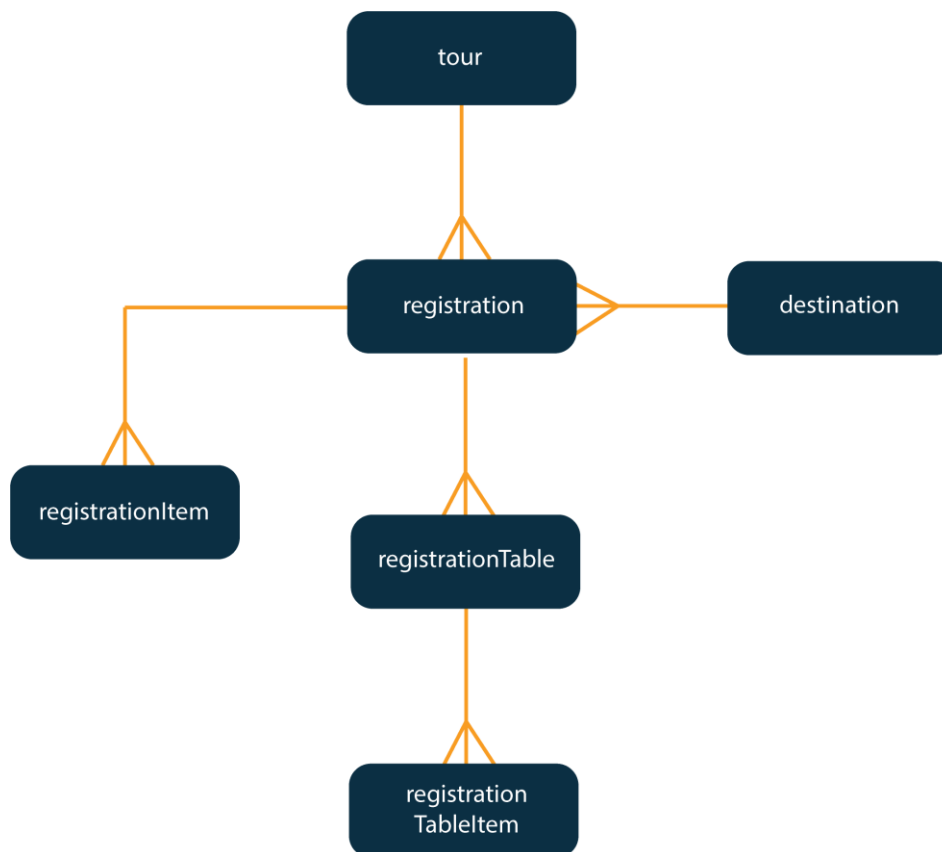 tour
registration
destination
registrationItem
registrationTable
registration
TableItem